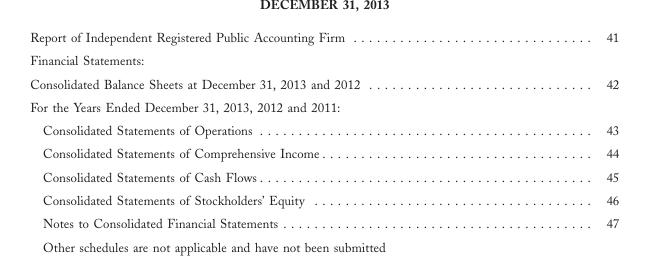 DECEMBER 31, 2013
Report of Independent Registered Public Accounting Firm . . . . . . . . . . . . . . . . . . . . . . . . . . . . . . 41
Financial Statements:
Consolidated Balance Sheets at December 31, 2013 and 2012 . . . . . . . . . . . . . . . . . . . . . . . . . . . . 42
For the Years Ended December 31, 2013, 2012 and 2011:
Consolidated Statements of Operations . . . . . . . . . . . . . . . . . . . . . . . . . . . . . . . . . . . . . . . . . . 43
Consolidated Statements of Comprehensive Income . . . . . . . . . . . . . . . . . . . . . . . . . . . . . . . . . . 44
Consolidated Statements of Cash Flows . . . . . . . . . . . . . . . . . . . . . . . . . . . . . . . . . . . . . . . . . . 45
Consolidated Statements of Stockholders’ Equity . . . . . . . . . . . . . . . . . . . . . . . . . . . . . . . . . . . 46
Notes to Consolidated Financial Statements . . . . . . . . . . . . . . . . . . . . . . . . . . . . . . . . . . . . . . . 47
Other schedules are not applicable and have not been submitted